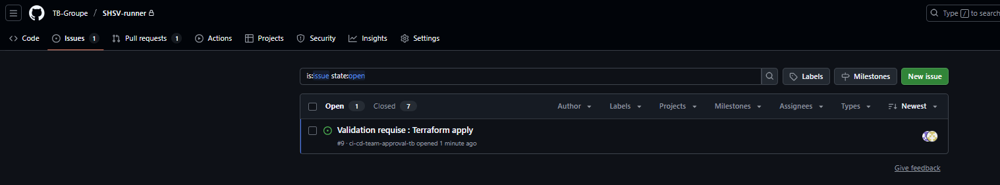 TB-Groupe / SHSV-runner
Type / to search
Code Issues 1 Pull requests 1 Actions Projects Security Insights Settings
is:issue state:open
Labels Milestones New issue
Open 1 Closed 7 Author Labels Projects Milestones Assignees Types Newest
Validation requise : Terraform apply
#9 · ci-cd-team-approval-tb opened 1 minute ago
Give feedback